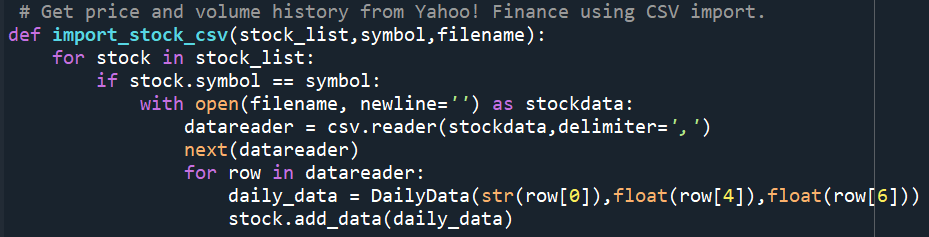 # Get price and volume history from Yahoo! Finance using CSV import.
def import_stock_csv(stock_list,symbol,filename):
    for stock in stock_list:
        if stock.symbol == symbol:
            with open(filename, newline='') as stockdata:
                datareader = csv.reader(stockdata,delimiter=',')
                next(datareader)
                for row in datareader:
                    daily_data = DailyData(str(row[0]),float(row[4]),float(row[6]))
                    stock.add_data(daily_data)